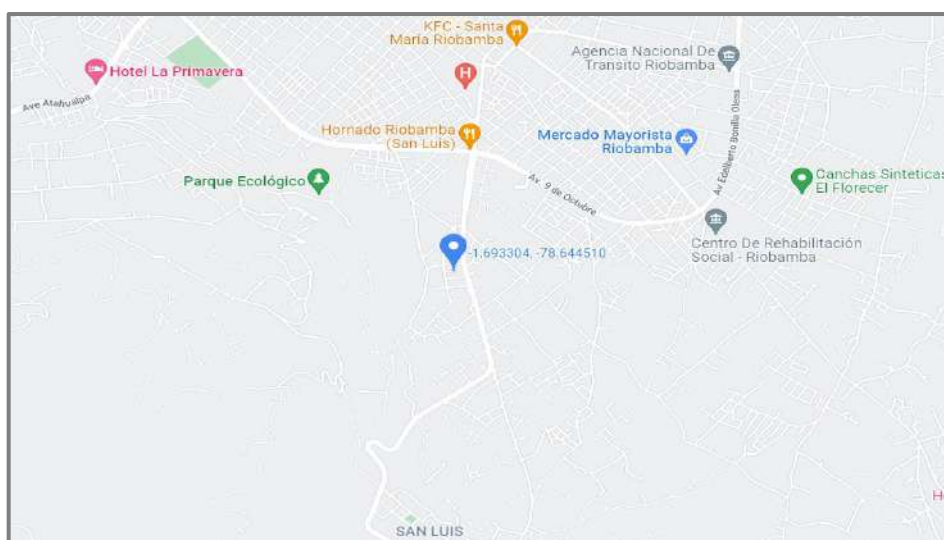 KFC - Santa
María Riobamba
Agencia Nacional De
Transito Riobamba
Hotel La Primavera
H
Ave Atahualpa
Av Edelberto Bonilla Oleas
Hornado Riobamba
(San Luis)
Mercado Mayorista
Riobamba
Parque Ecológico
Av. 9 de Octubre
Canchas Sinteticas
El Florecer
Centro De Rehabilitación
Social - Riobamba
-1.693304, -78.644510
SAN LUIS